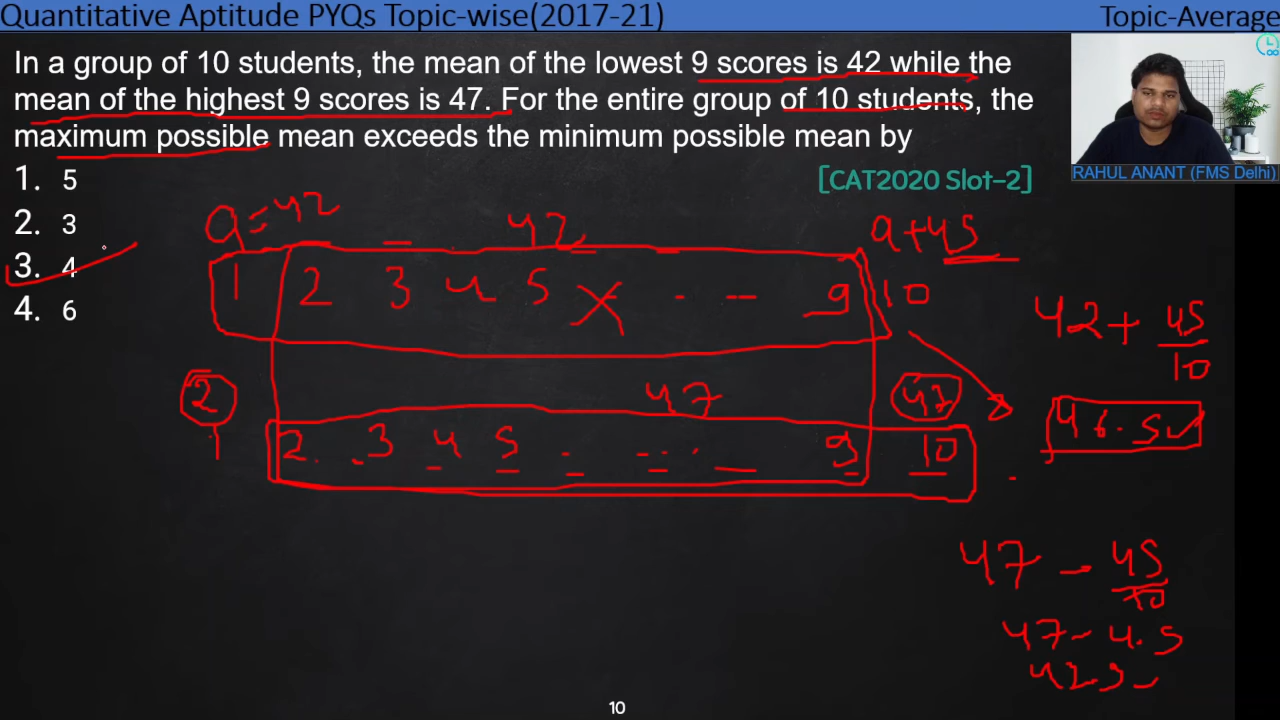 Quantitative Aptitude PYQs Topic-wise(2017-21) Topic-Average
In a group of 10 students, the mean of the lowest 9 scores is 42 while the
mean of the highest 9 scores is 47. For the entire group of 10 students, the
maximum possible mean exceeds the minimum possible mean by
RAHUL ANANT (FMS Delhi)
[CAT2020 Slot-2]
1. 5
2. 3
3. 4
4. 6
a=42 42 a+45
1 2 3 4 5 - -- 9 10
42+ 45/10
46.5
2 47 47
1 2 3 4 5 - -- 9 10
47 - 45/10
47- 4.5
10